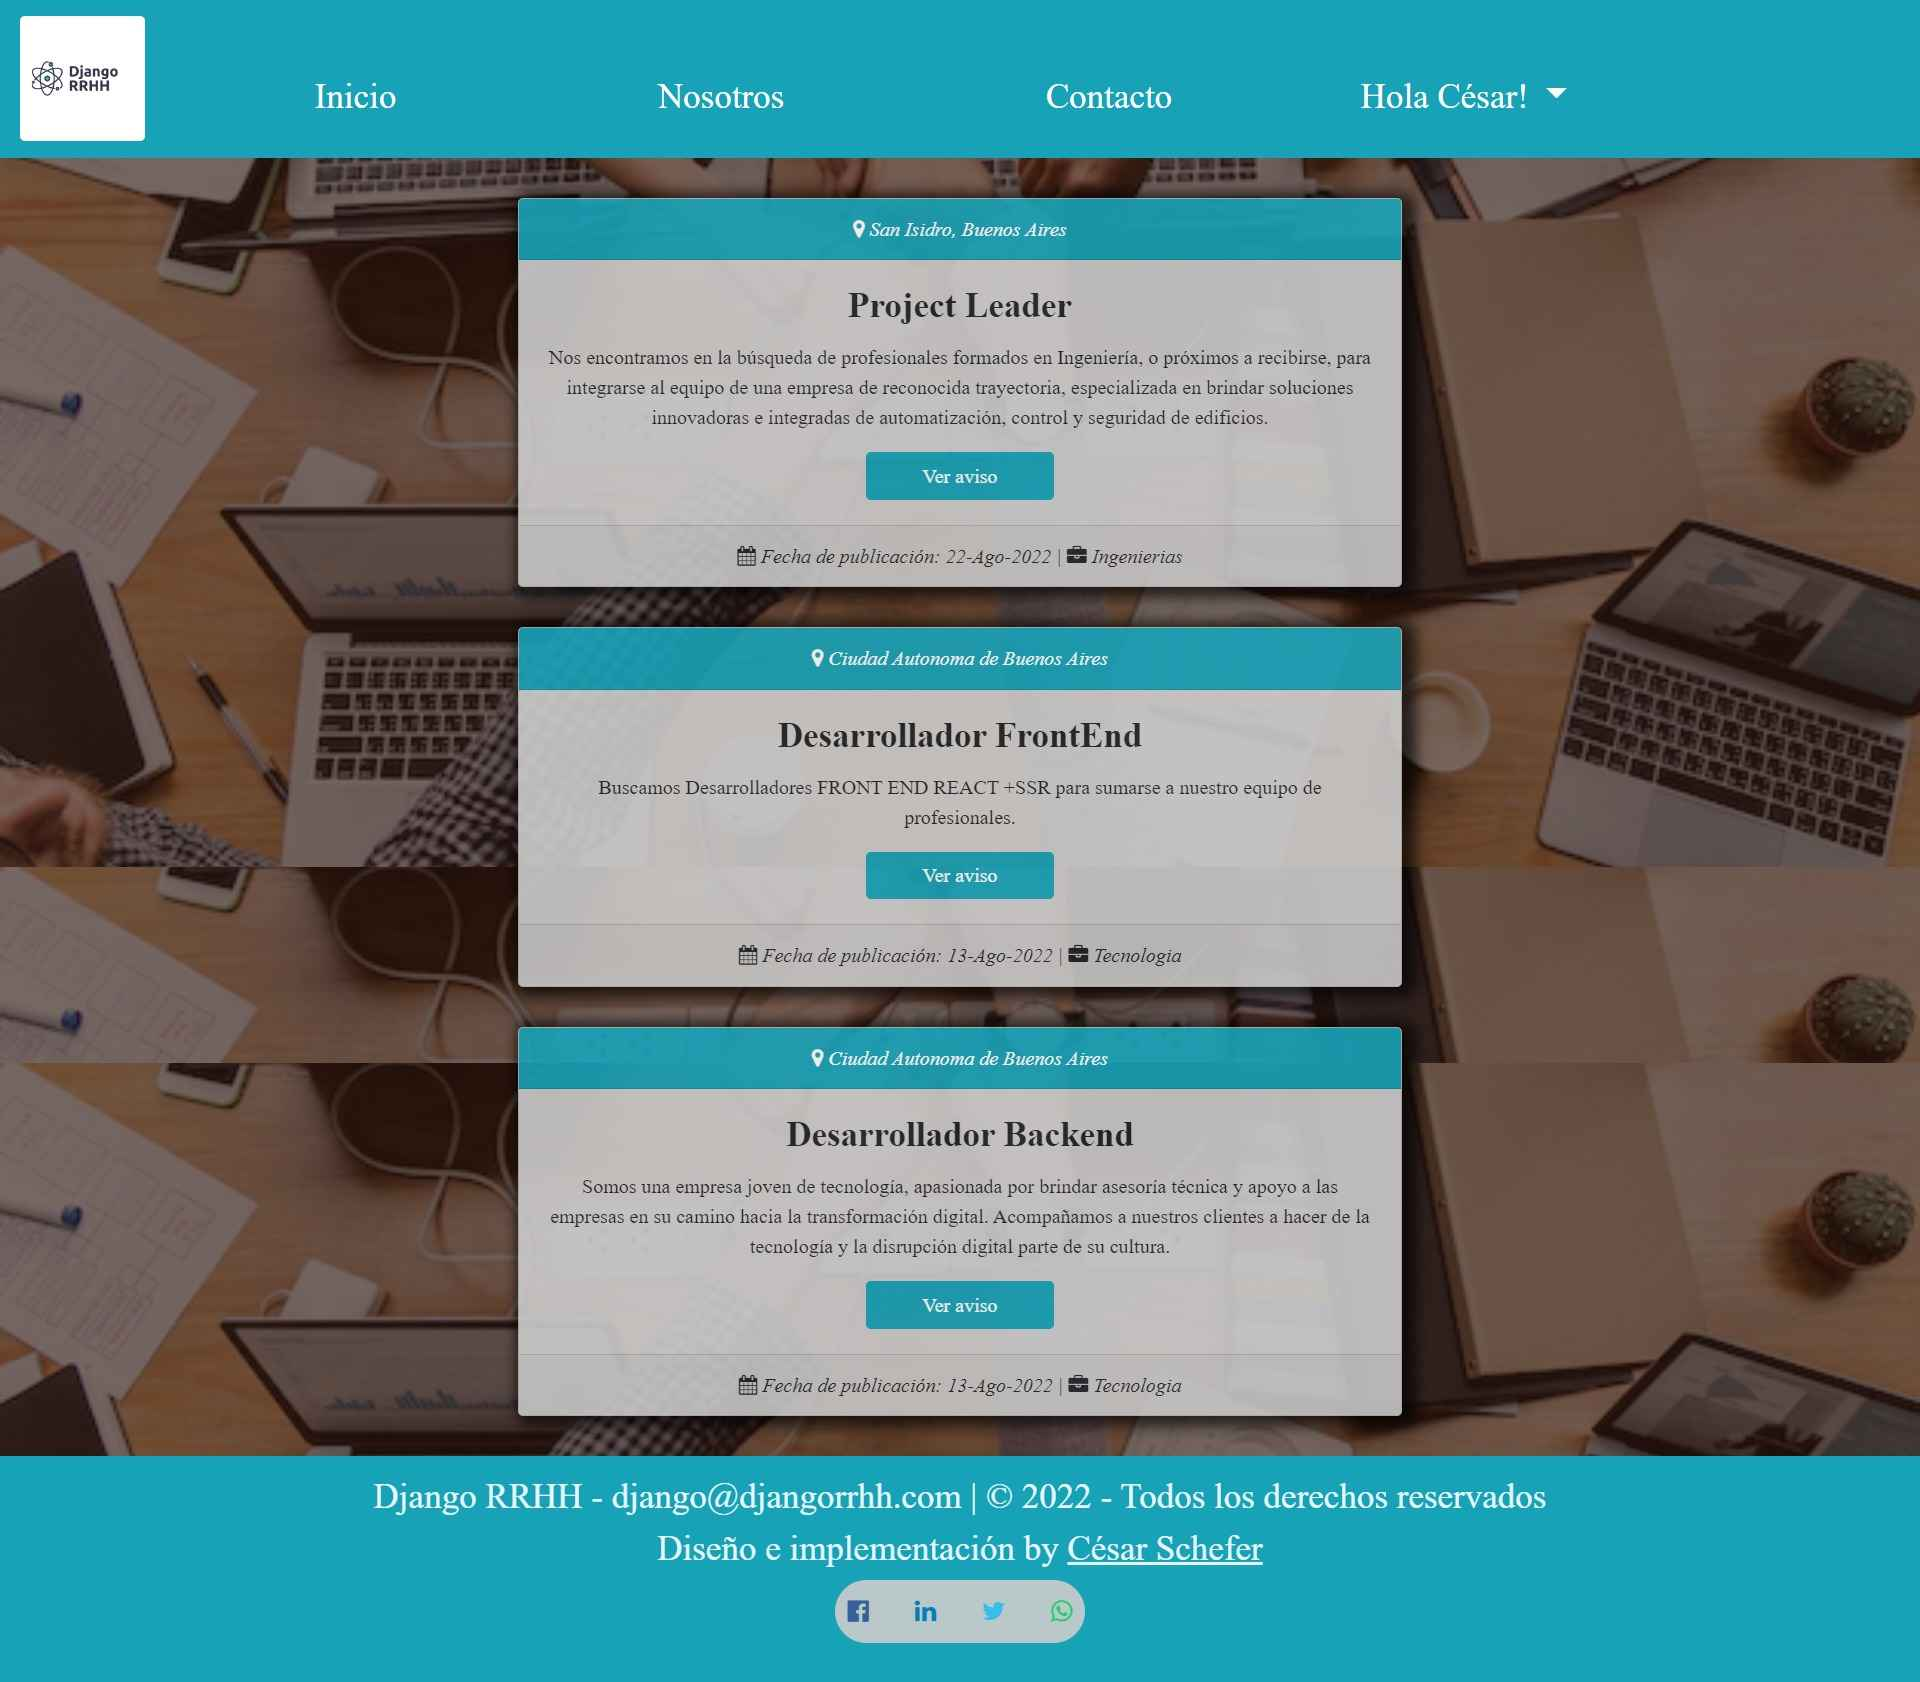 Django
RRHH
Inicio
Nosotros
Contacto
Hola César!
San Isidro, Buenos Aires
Project Leader
Nos encontramos en la búsqueda de profesionales formados en Ingeniería, o próximos a recibirse, para
integrarse al equipo de una empresa de reconocida trayectoria, especializada en brindar soluciones
innovadoras e integradas de automatización, control y seguridad de edificios.
Ver aviso
Fecha de publicación: 22-Ago-2022 | Ingenierias
Ciudad Autonoma de Buenos Aires
Desarrollador FrontEnd
Buscamos Desarrolladores FRONT END REACT +SSR para sumarse a nuestro equipo de
profesionales.
Ver aviso
Fecha de publicación: 13-Ago-2022 | Tecnologia
Ciudad Autonoma de Buenos Aires
Desarrollador Backend
Somos una empresa joven de tecnología, apasionada por brindar asesoría técnica y apoyo a las
empresas en su camino hacia la transformación digital. Acompañamos a nuestros clientes a hacer de la
tecnología y la disrupción digital parte de su cultura.
Ver aviso
Fecha de publicación: 13-Ago-2022 | Tecnologia
Django RRHH - django@djangorrhh.com | © 2022 - Todos los derechos reservados
Diseño e implementación by César Schefer